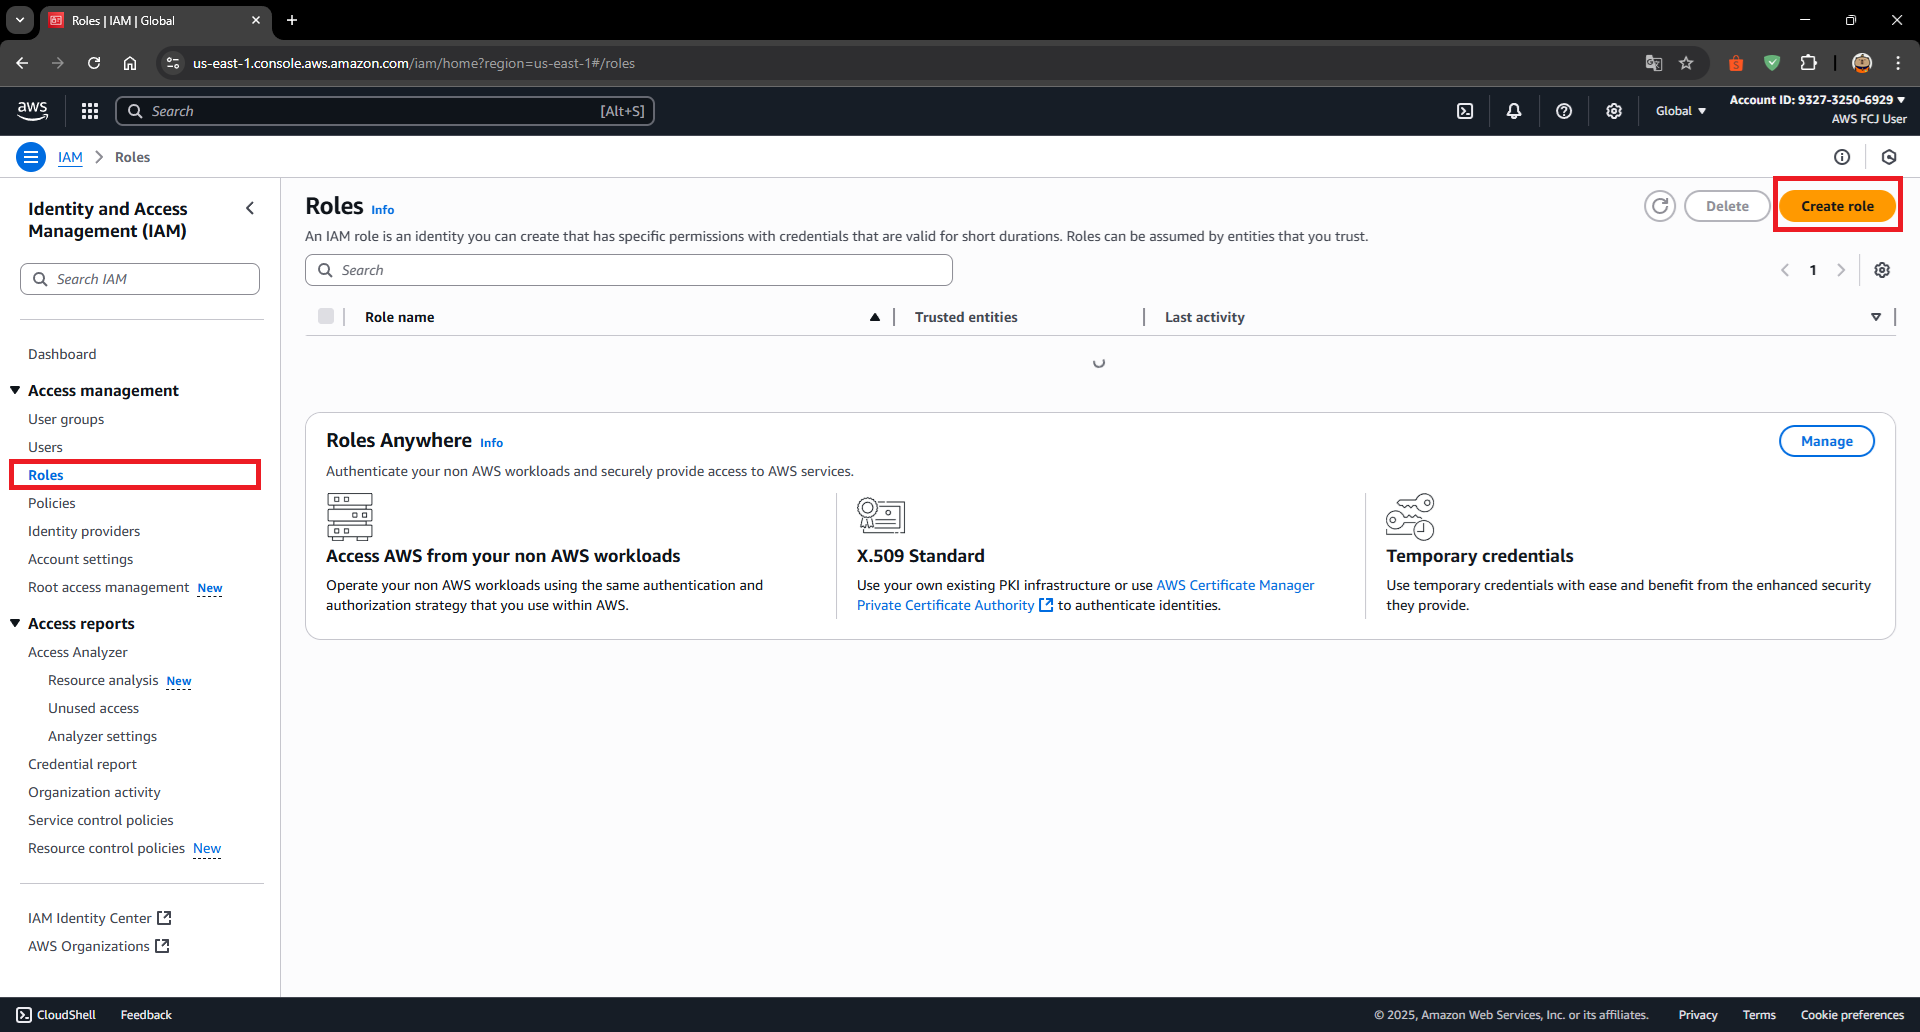 Roles | IAM | Global
us-east-1.console.aws.amazon.com/iam/home?region=us-east-1#/roles
aws
Search
[Alt+S]
Global
Account ID: 9327-3250-6929
AWS FCJ User
IAM
Roles
Identity and Access
Management (IAM)
Search IAM
Dashboard
Access management
User groups
Users
Roles
Policies
Identity providers
Account settings
Root access management New
Access reports
Access Analyzer
Resource analysis New
Unused access
Analyzer settings
Credential report
Organization activity
Service control policies
Resource control policies New
IAM Identity Center
AWS Organizations
Roles Info
Delete
Create role
An IAM role is an identity you can create that has specific permissions with credentials that are valid for short durations. Roles can be assumed by entities that you trust.
Search
1
Role name
Trusted entities
Last activity
Roles Anywhere Info
Manage
Authenticate your non AWS workloads and securely provide access to AWS services.
Access AWS from your non AWS workloads
Operate your non AWS workloads using the same authentication and
authorization strategy that you use within AWS.
X.509 Standard
Use your own existing PKI infrastructure or use AWS Certificate Manager
Private Certificate Authority to authenticate identities.
Temporary credentials
Use temporary credentials with ease and benefit from the enhanced security
they provide.
CloudShell
Feedback
© 2025, Amazon Web Services, Inc. or its affiliates.
Privacy
Terms
Cookie preferences